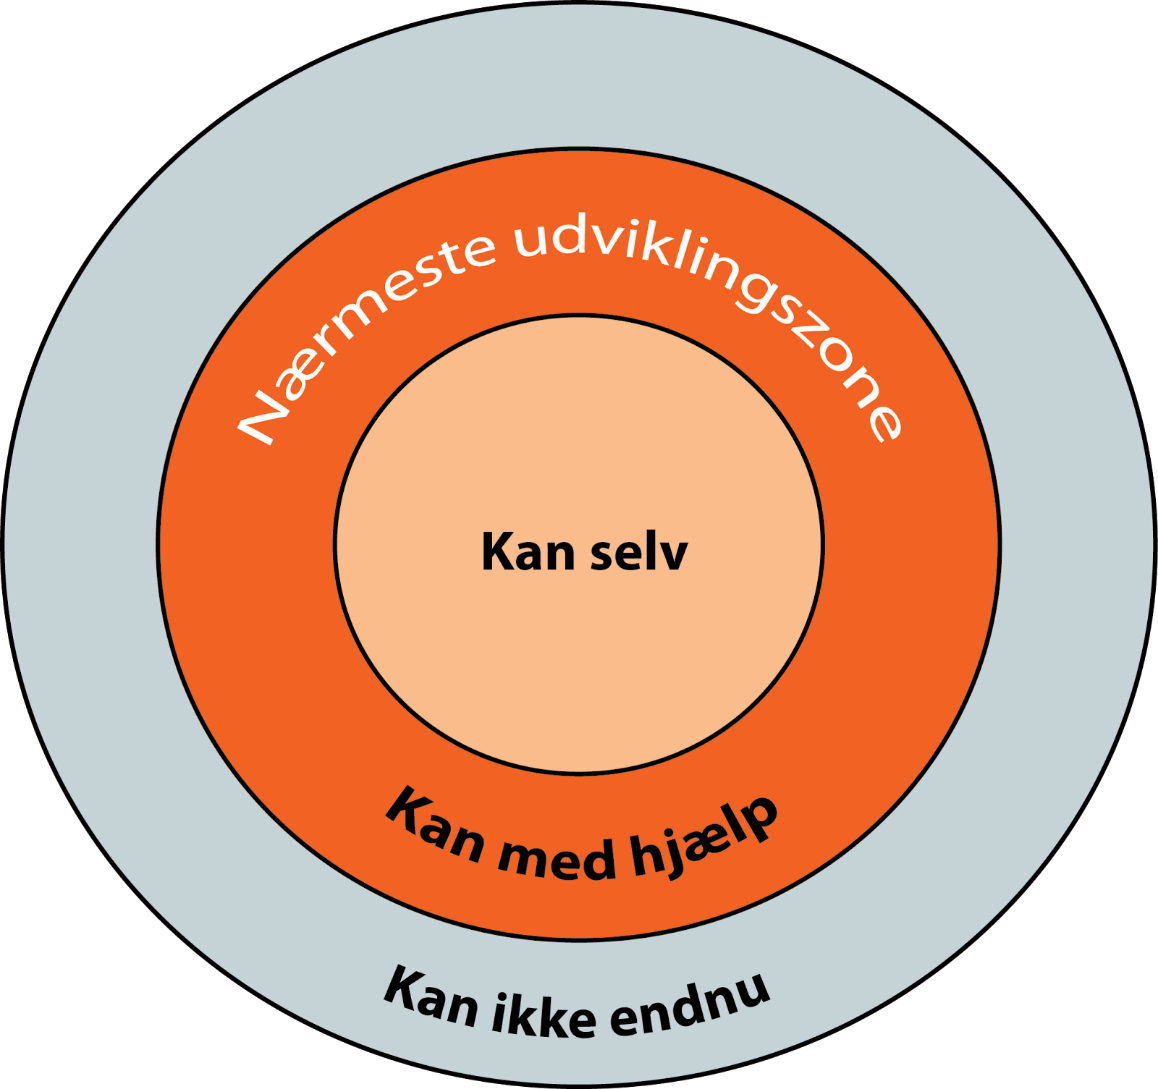 Nærmeste udviklingszone
Kan selv
Kan med hjælp
Kan ikke endnu